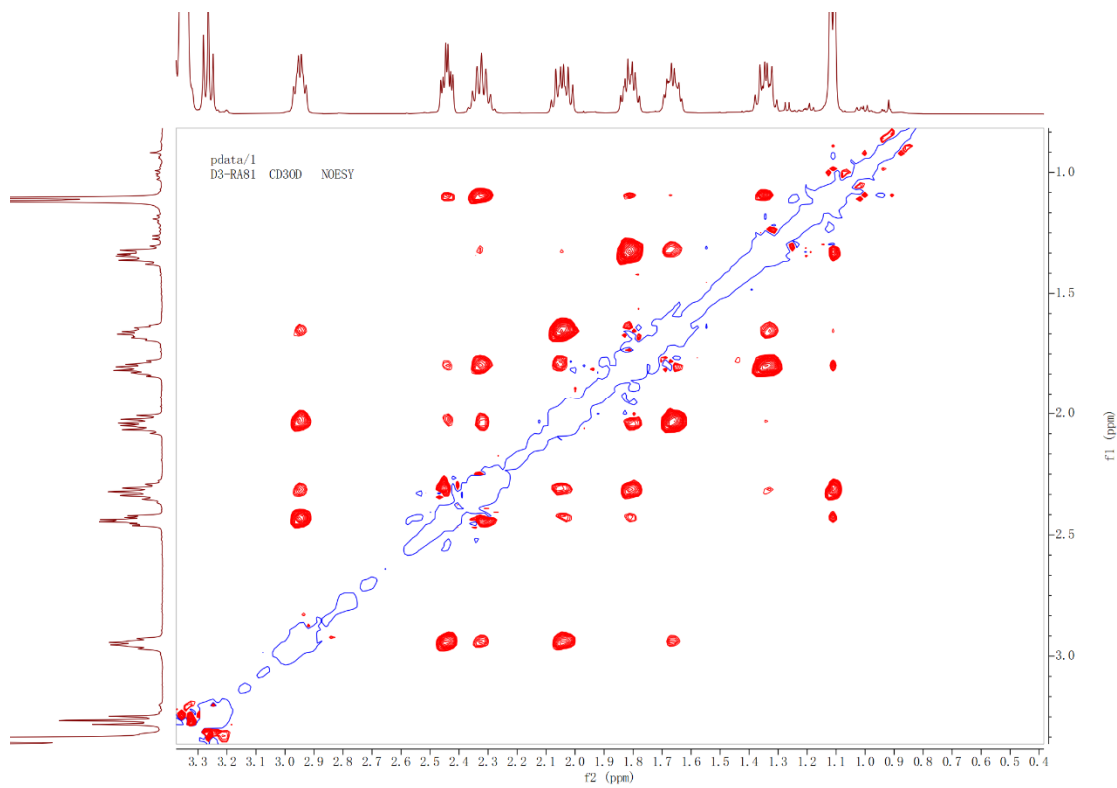 pdata/1
D3-RA81 CD3OD NOESY
1.0
1.5
2.0
2.5
3.0
f1 (ppm)
3.3 3.2 3.1 3.0 2.9 2.8 2.7 2.6 2.5 2.4 2.3 2.2 2.1 2.0 1.9 1.8 1.7 1.6 1.5 1.4 1.3 1.2 1.1 1.0 0.9 0.8 0.7 0.6 0.5 0.4
f2 (ppm)